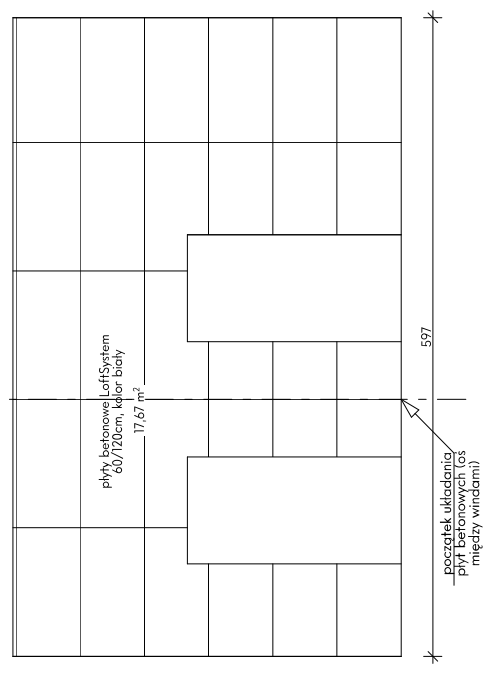 płyty betonowe LoftSystem
60/120cm, kolor biały
17,67 m²
597
początek układania
płyt betonowych (oś
między windami)